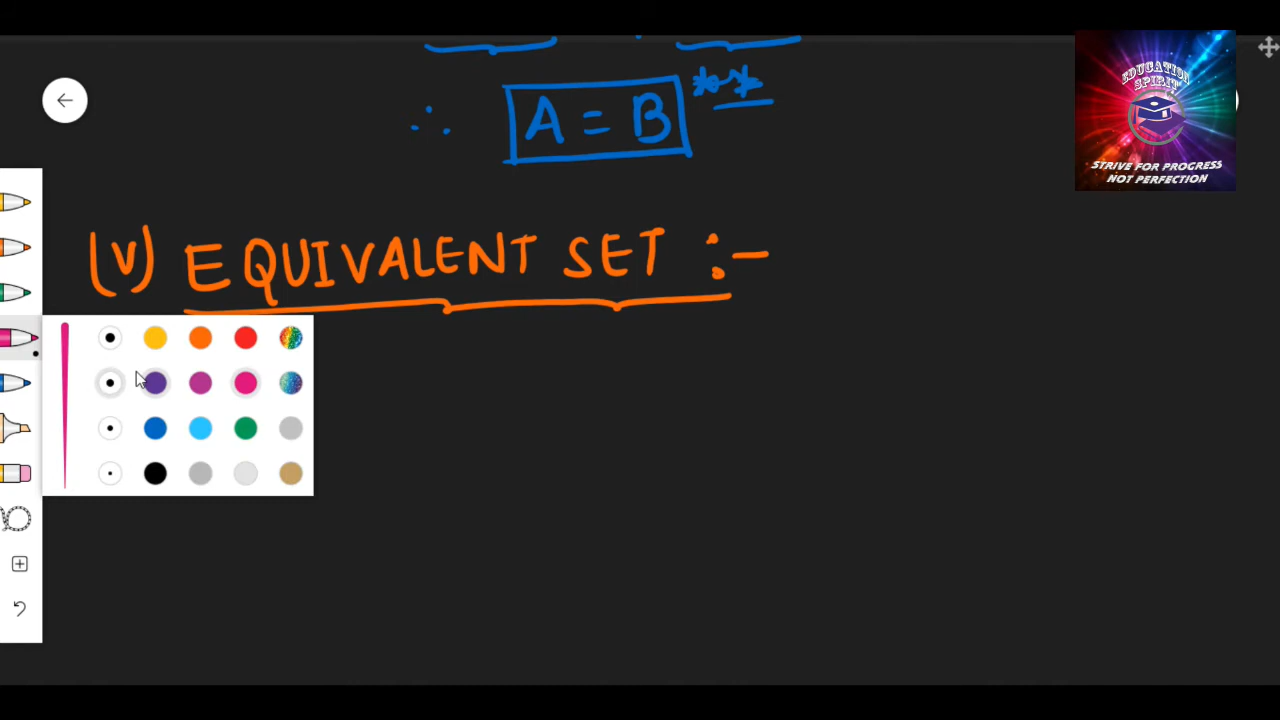 ∴ A = B **
(V) EQUIVALENT SET :-
EDUCATION
SPIRIT
STRIVE FOR PROGRESS
NOT PERFECTION